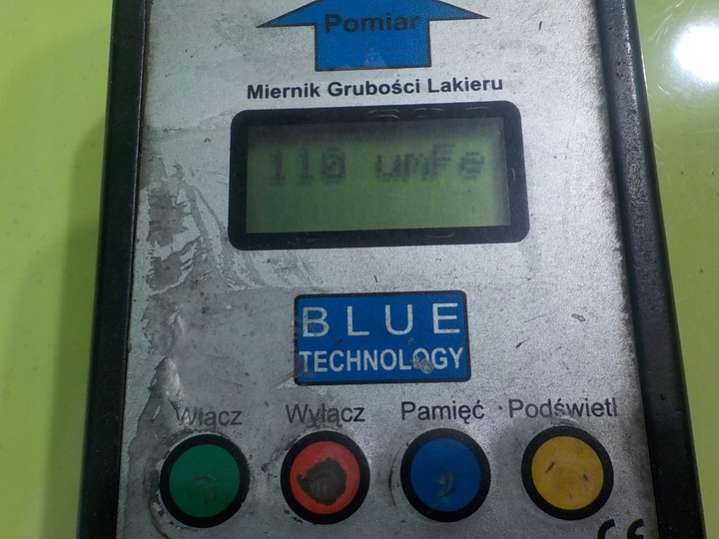 Pomiar
Miernik Grubości Lakieru
110 umFe
BLUE
TECHNOLOGY
Włącz Wyłącz Pamięć Podświetl
CE